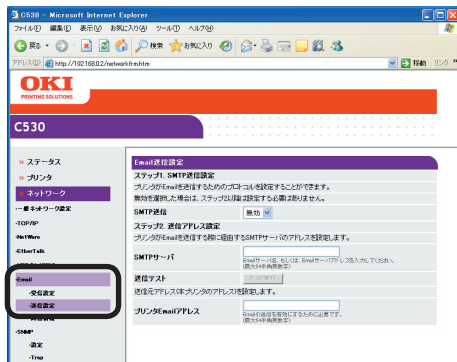 C530 - Microsoft Internet Explorer
ファイル(F) 編集(E) 表示(V) お気に入り(A) ツール(T) ヘルプ(H)
戻る 検索 お気に入り
アドレス(D) http://192.168.0.2/networkfrm.htm 移動 リンク
OKI
PRINTING SOLUTIONS
C530
» ステータス
» プリンタ
» ネットワーク
-一般ネットワーク設定
-TCP/IP
-NetWare
-EtherTalk
-Email
-受信設定
-送信設定
-SNMP
-設定
-Trap
Email送信設定
ステップ1. SMTP送信設定
プリンタがEmailを送信するためのプロトコルを設定することができます。
無効を選択した場合は、ステップ2以降は設定する必要はありません。
SMTP送信 無効
ステップ2. 送信アドレス設定
プリンタがEmailを送信する際に経由するSMTPサーバのアドレスを設定します。
SMTPサーバ
Emailサーバ名、もしくは、Emailサーバアドレスを入力してください。
(最大64半角英数字)
送信テスト
送信元アドレス(本プリンタのアドレス)を設定します。
プリンタEmailアドレス
Emailの送信を有効にするために必要です。
(最大64半角英数字)